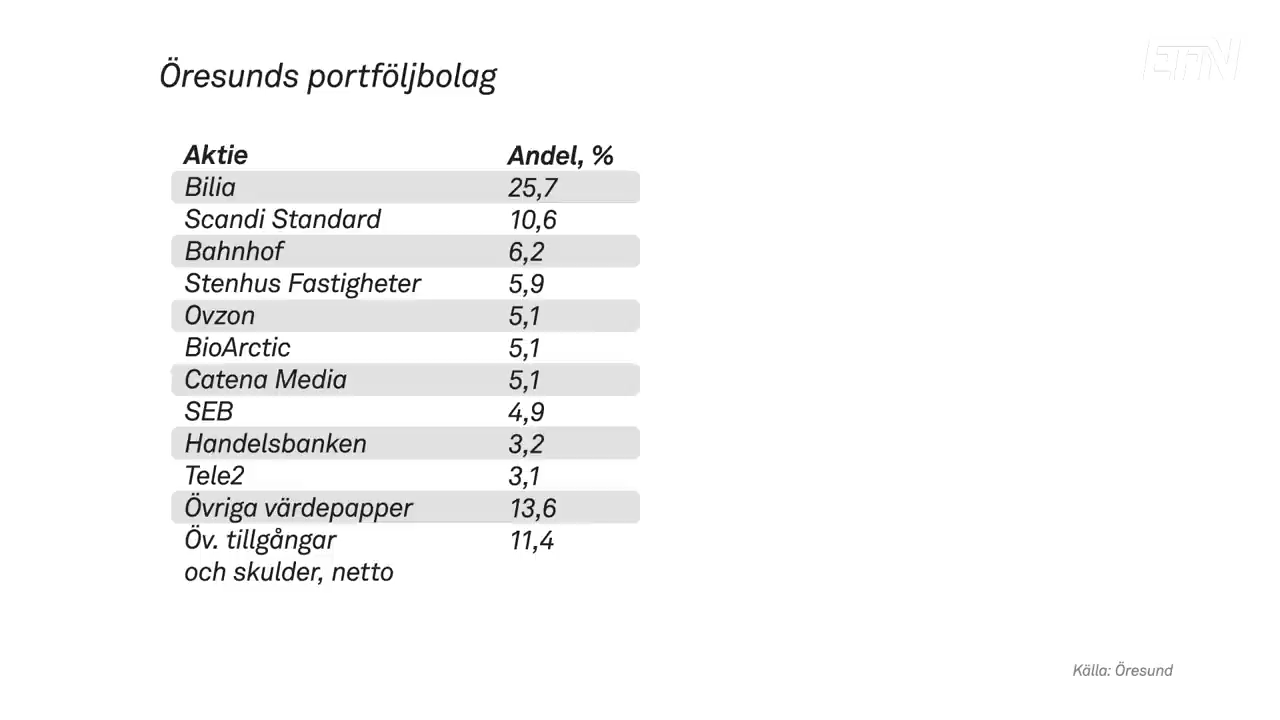 EFN
Öresunds portföljbolag
Aktie Andel, %
Bilia 25,7
Scandi Standard 10,6
Bahnhof 6,2
Stenhus Fastigheter 5,9
Ovzon 5,1
BioArctic 5,1
Catena Media 5,1
SEB 4,9
Handelsbanken 3,2
Tele2 3,1
Övriga värdepapper 13,6
Öv. tillgångar 11,4
och skulder, netto
Källa: Öresund